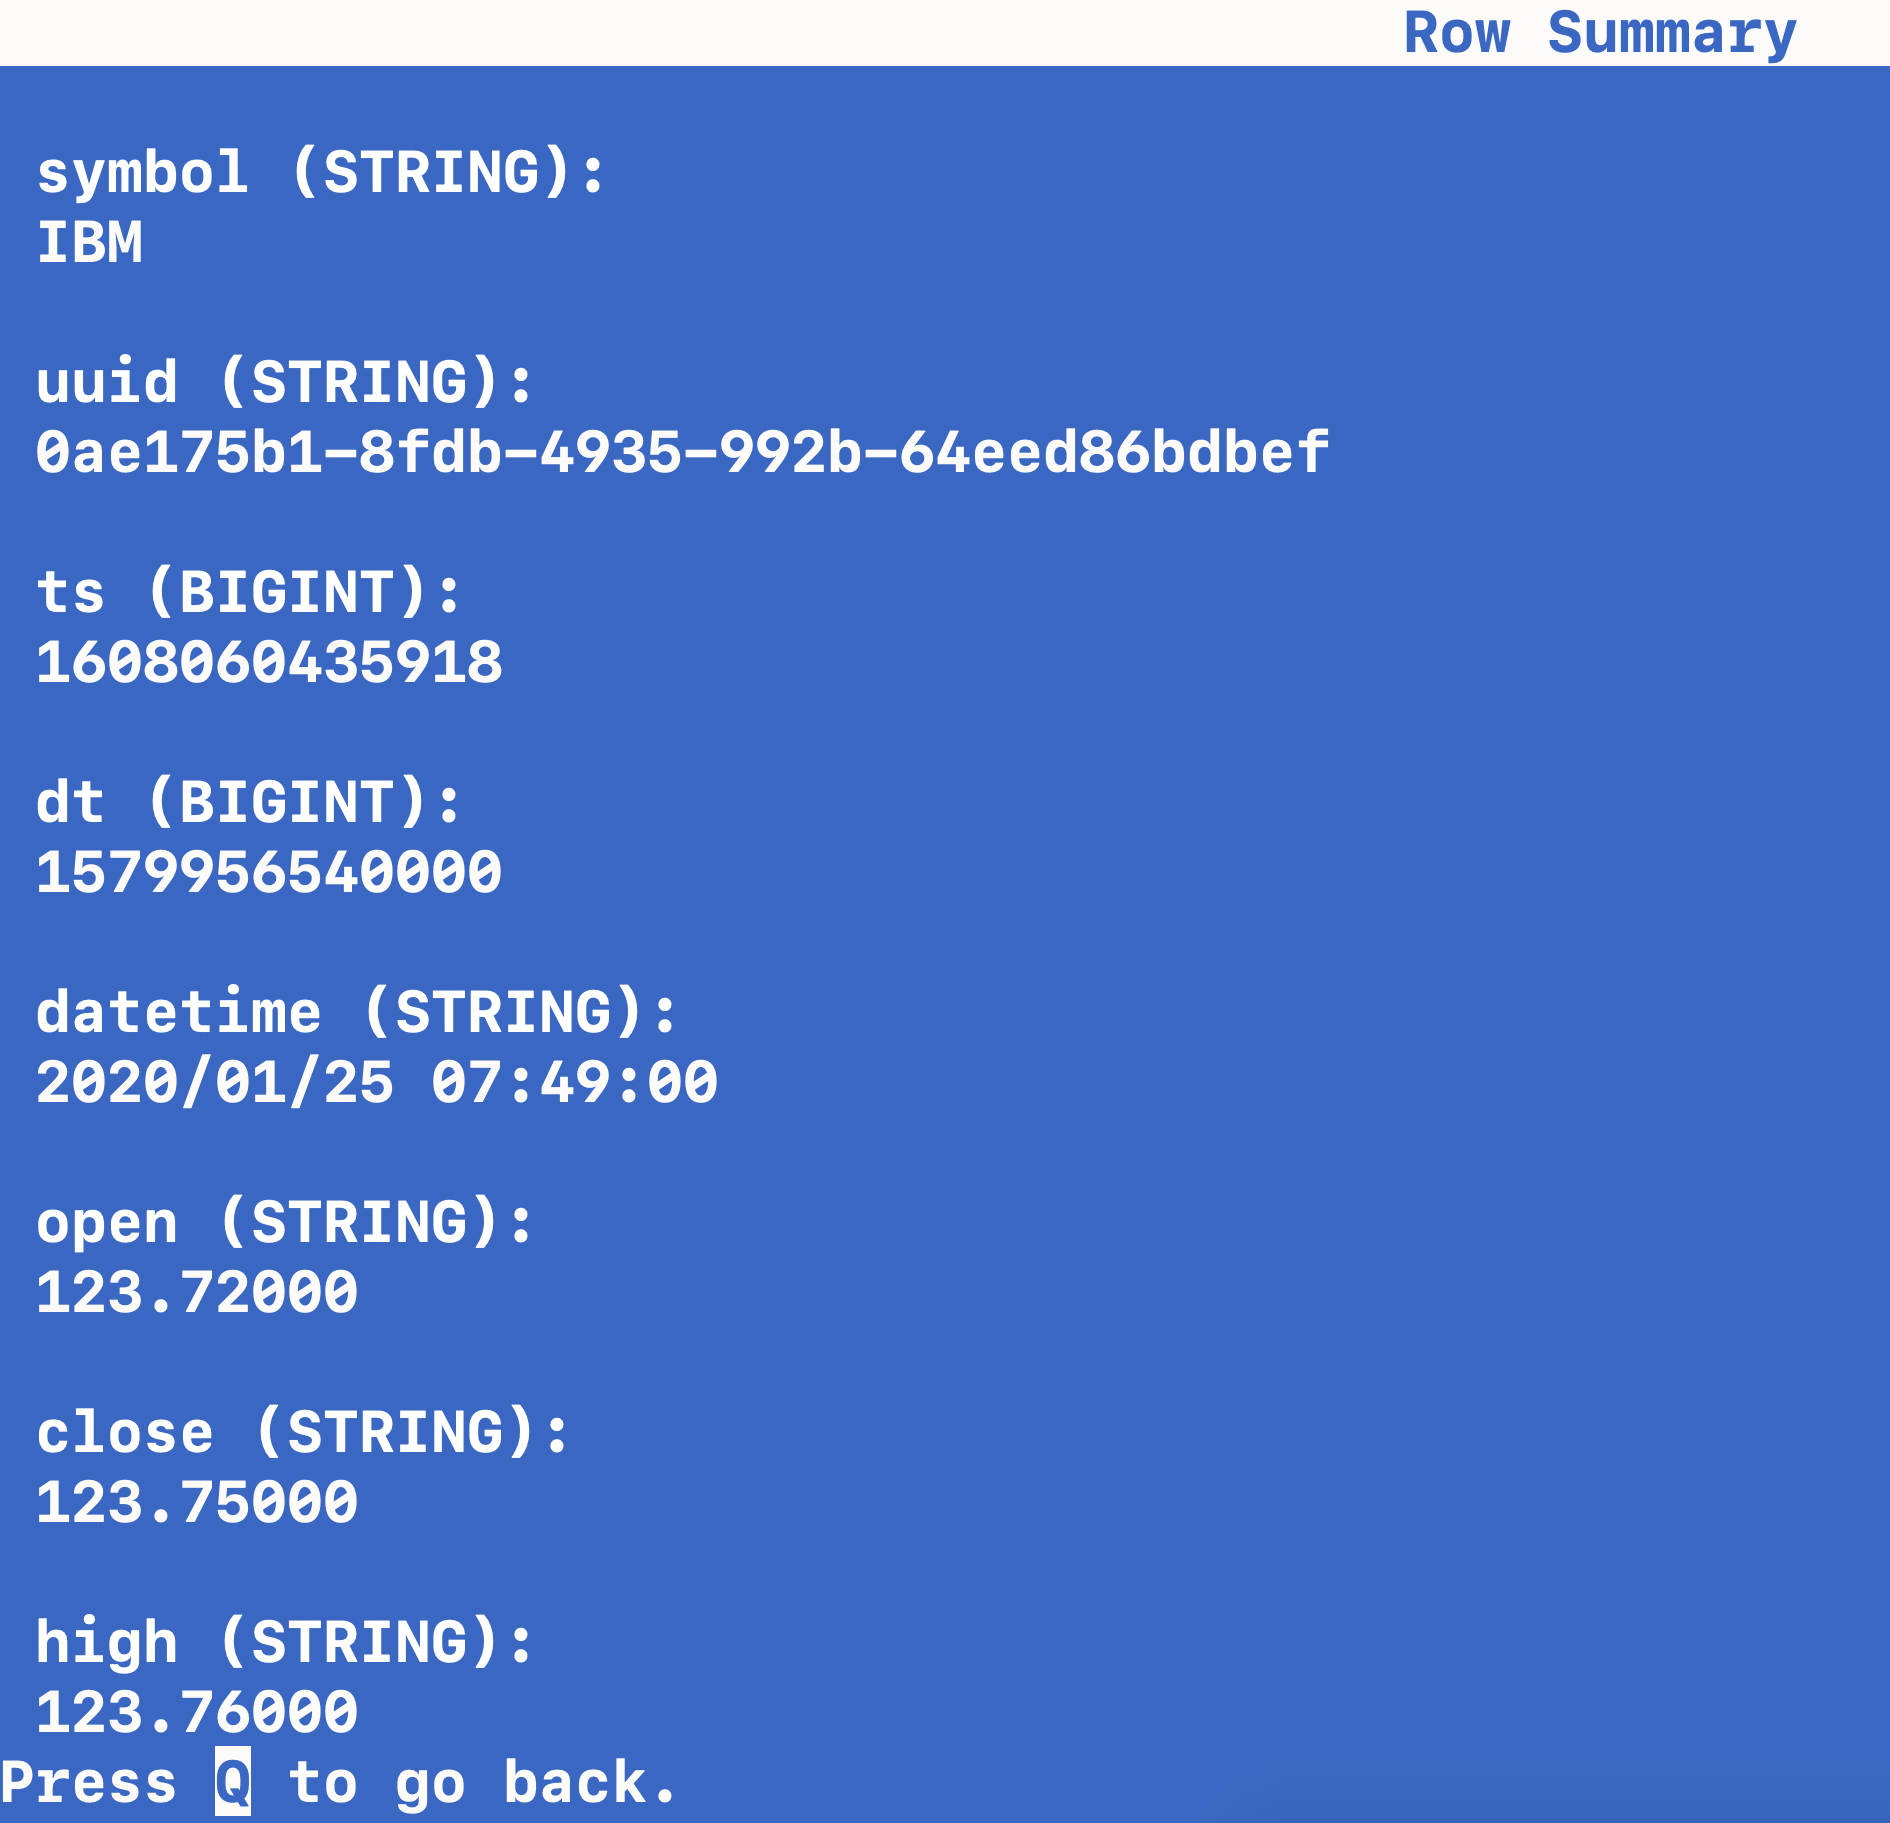 Row Summary
symbol (STRING):
IBM
uuid (STRING):
0ae175b1-8fdb-4935-992b-64eed86bdbef
ts (BIGINT):
1608060435918
dt (BIGINT):
1579956540000
datetime (STRING):
2020/01/25 07:49:00
open (STRING):
123.72000
close (STRING):
123.75000
high (STRING):
123.76000
Press Q to go back.